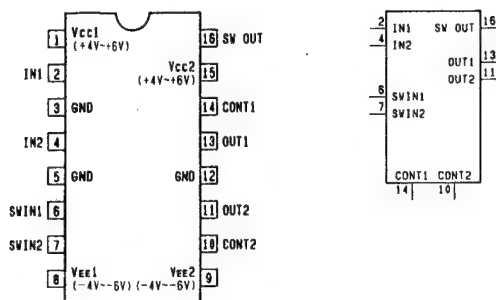 1 Vcc1 16 SW OUT
(+4V~+6V)
IN1 2 Vcc2 15
(+4V~+6V)
3 GND 14 CONT1
IN2 4 13 OUT1
5 GND GND 12
SWIN1 6 11 OUT2
SWIN2 7 10 CONT2
8 VEE1 VEE2 9
(-4V~-6V) (-4V~-6V)
2 IN1 SW OUT 16
4 IN2
OUT1 13
OUT2 11
6 SWIN1
7 SWIN2
CONT1 CONT2
14 10